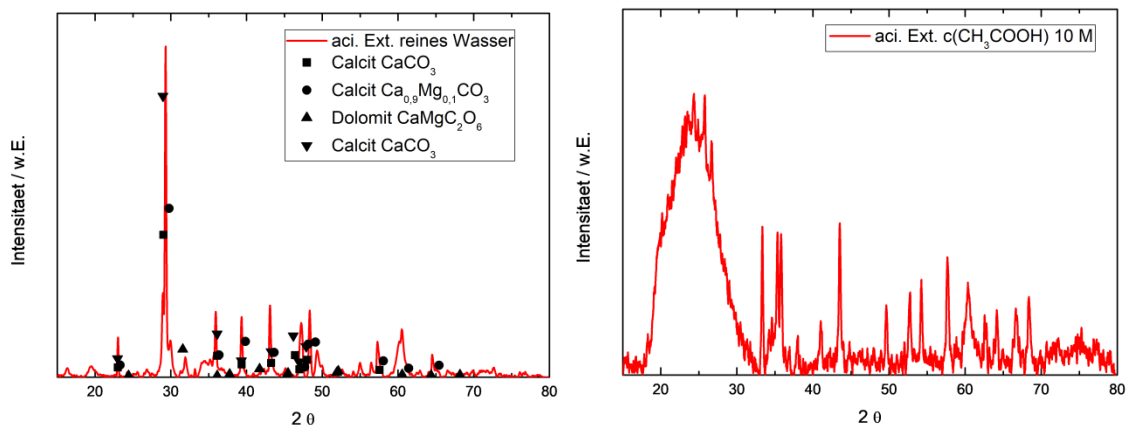 aci. Ext. reines Wasser
Calcit CaCO₃
Calcit Ca₀,₉Mg₀,₁CO₃
Dolomit CaMgC₂O₆
Calcit CaCO₃
Intensitaet / w.E.
20 30 40 50 60 70 80
2 θ
aci. Ext. c(CH₃COOH) 10 M
Intensitaet / w.E.
20 30 40 50 60 70 80
2 θ